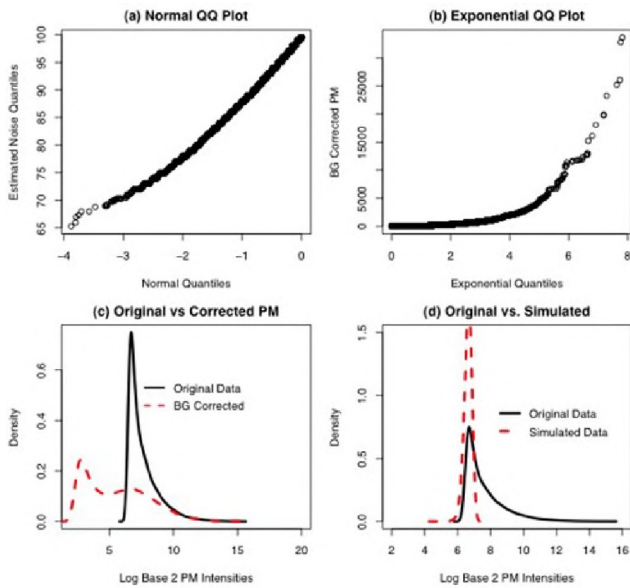 (a) Normal QQ Plot
Estimated Noise Quantiles
65 70 75 80 85 90 95 100
−4 −3 −2 −1 0
Normal Quantiles
(b) Exponential QQ Plot
BG Corrected PM
0 5000 15000 25000
0 2 4 6 8
Exponential Quantiles
(c) Original vs Corrected PM
Density
0.0 0.2 0.4 0.6
Original Data
BG Corrected
5 10 15 20
Log Base 2 PM Intensities
(d) Original vs. Simulated
Density
0.0 0.5 1.0 1.5
Original Data
Simulated Data
2 4 6 8 10 12 14 16
Log Base 2 PM Intensities